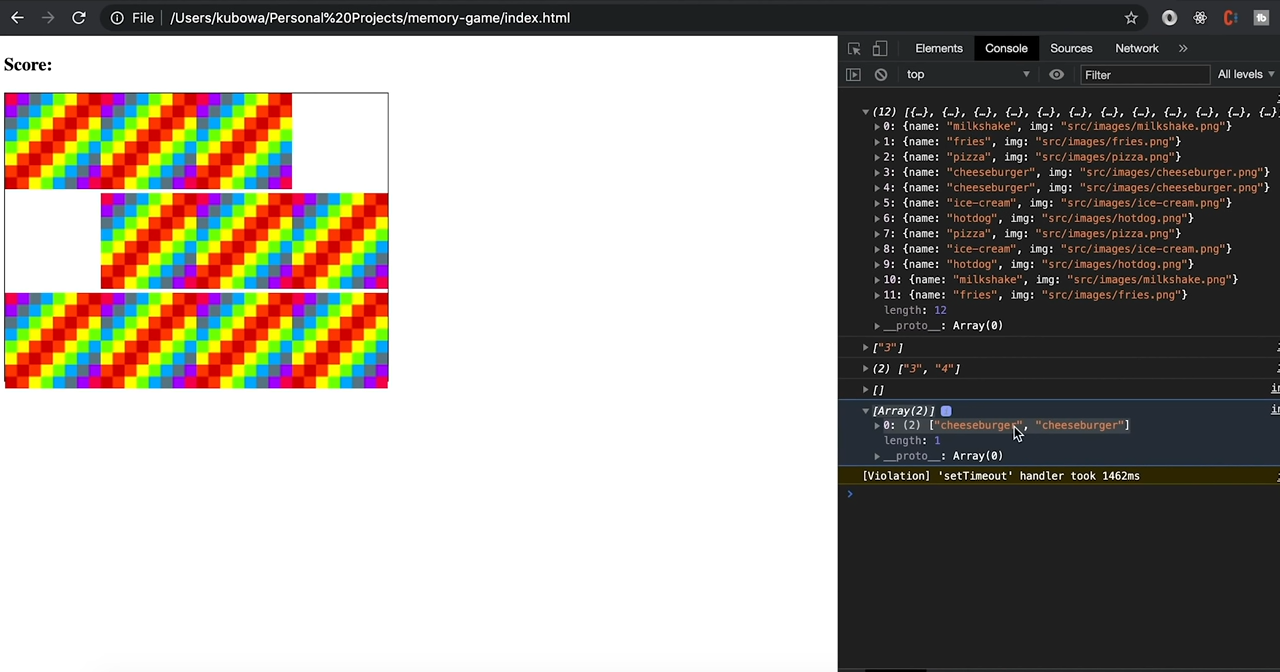 File /Users/kubowa/Personal%20Projects/memory-game/index.html
Score:
Elements Console Sources Network »
top Filter All levels
(12) [{…}, {…}, {…}, {…}, {…}, {…}, {…}, {…}, {…}, {…}, {…}, {…}
0: {name: "milkshake", img: "src/images/milkshake.png"}
1: {name: "fries", img: "src/images/fries.png"}
2: {name: "pizza", img: "src/images/pizza.png"}
3: {name: "cheeseburger", img: "src/images/cheeseburger.png"}
4: {name: "cheeseburger", img: "src/images/cheeseburger.png"}
5: {name: "ice-cream", img: "src/images/ice-cream.png"}
6: {name: "hotdog", img: "src/images/hotdog.png"}
7: {name: "pizza", img: "src/images/pizza.png"}
8: {name: "ice-cream", img: "src/images/ice-cream.png"}
9: {name: "hotdog", img: "src/images/hotdog.png"}
10: {name: "milkshake", img: "src/images/milkshake.png"}
11: {name: "fries", img: "src/images/fries.png"}
length: 12
__proto__: Array(0)
["3"]
(2) ["3", "4"]
[]
[Array(2)]
0: (2) ["cheeseburger", "cheeseburger"]
length: 1
__proto__: Array(0)
[Violation] 'setTimeout' handler took 1462ms